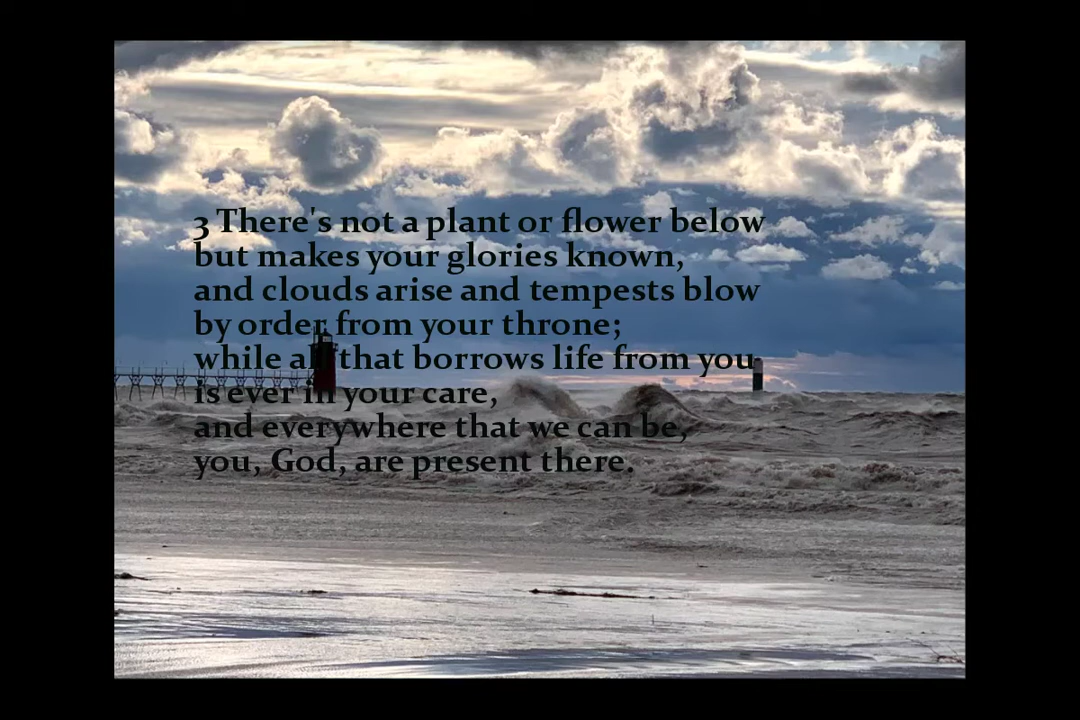 3 There's not a plant or flower below
but makes your glories known,
and clouds arise and tempests blow
by order from your throne;
while all that borrows life from you
is ever in your care,
and everywhere that we can be,
you, God, are present there.